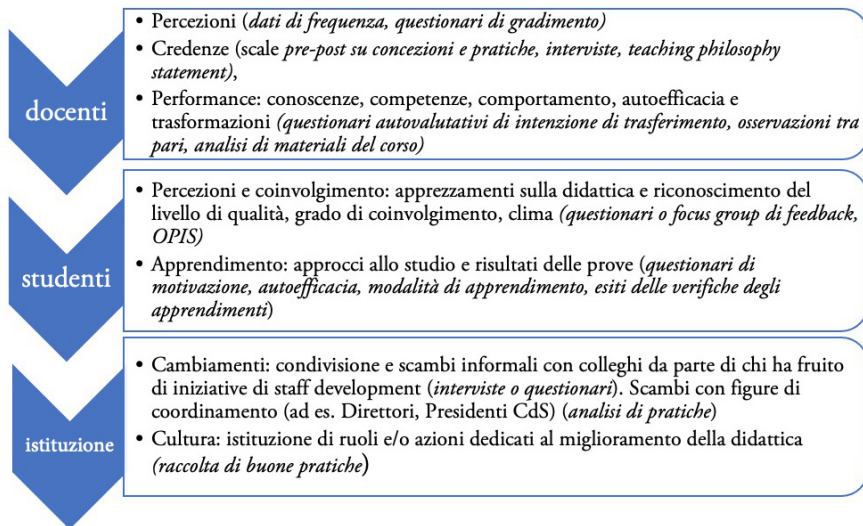 docenti
• Percezioni (dati di frequenza, questionari di gradimento)
• Credenze (scale pre-post su concezioni e pratiche, interviste, teaching philosophy
statement),
• Performance: conoscenze, competenze, comportamento, autoefficacia e
trasformazioni (questionari autovalutativi di intenzione di trasferimento, osservazioni tra
pari, analisi di materiali del corso)
studenti
• Percezioni e coinvolgimento: apprezzamenti sulla didattica e riconoscimento del
livello di qualità, grado di coinvolgimento, clima (questionari o focus group di feedback,
OPIS)
• Apprendimento: approcci allo studio e risultati delle prove (questionari di
motivazione, autoefficacia, modalità di apprendimento, esiti delle verifiche degli
apprendimenti)
istituzione
• Cambiamenti: condivisione e scambi informali con colleghi da parte di chi ha fruito
di iniziative di staff development (interviste o questionari). Scambi con figure di
coordinamento (ad es. Direttori, Presidenti CdS) (analisi di pratiche)
• Cultura: istituzione di ruoli e/o azioni dedicati al miglioramento della didattica
(raccolta di buone pratiche)